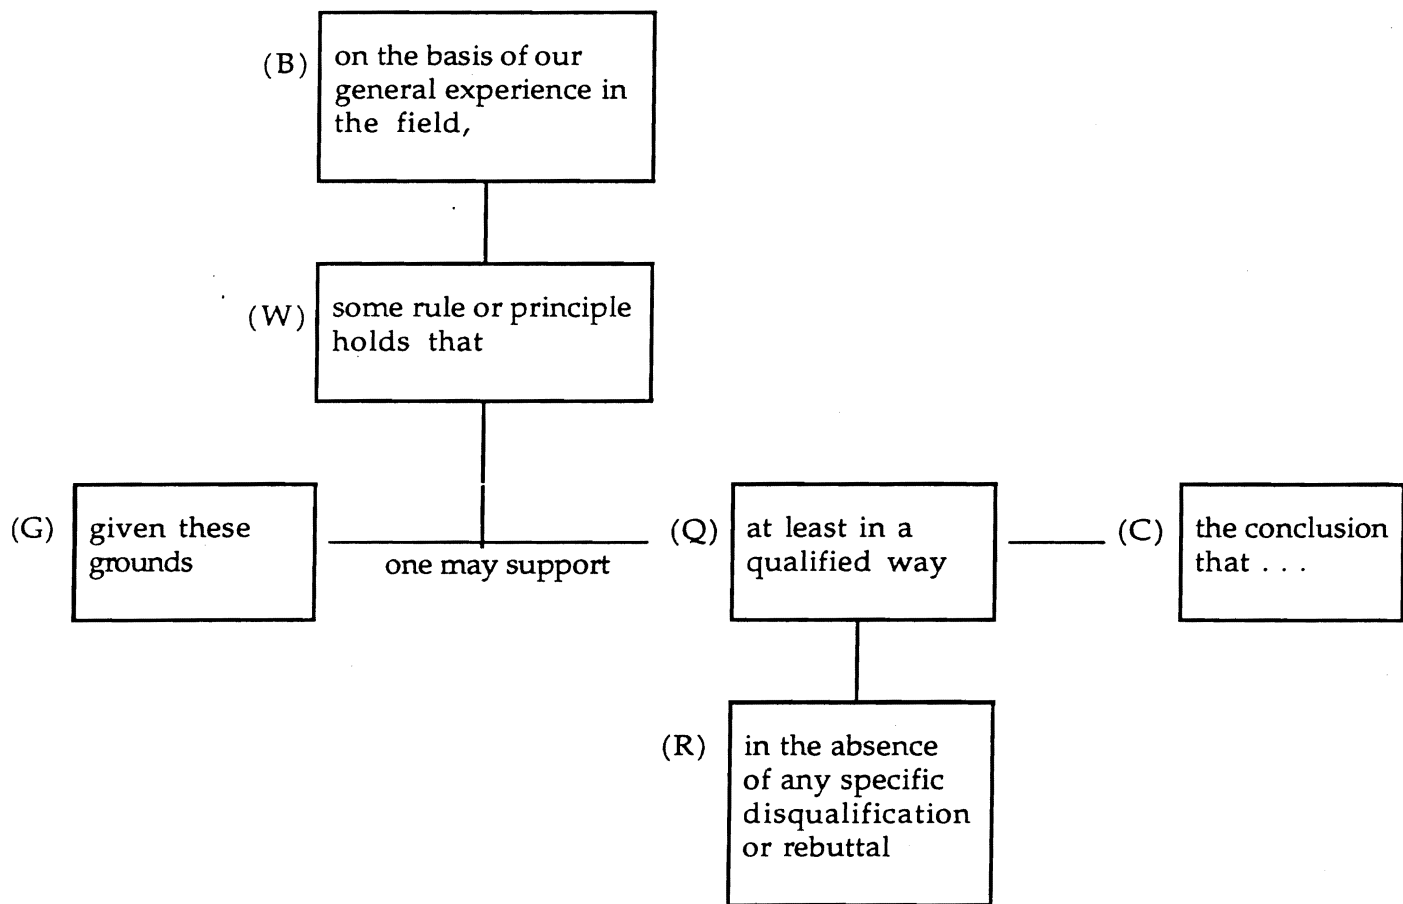 (B) on the basis of our
general experience in
the field,
(W) some rule or principle
holds that
(G) given these
grounds
one may support
(Q) at least in a
qualified way
(C) the conclusion
that . . .
(R) in the absence
of any specific
disqualification
or rebuttal